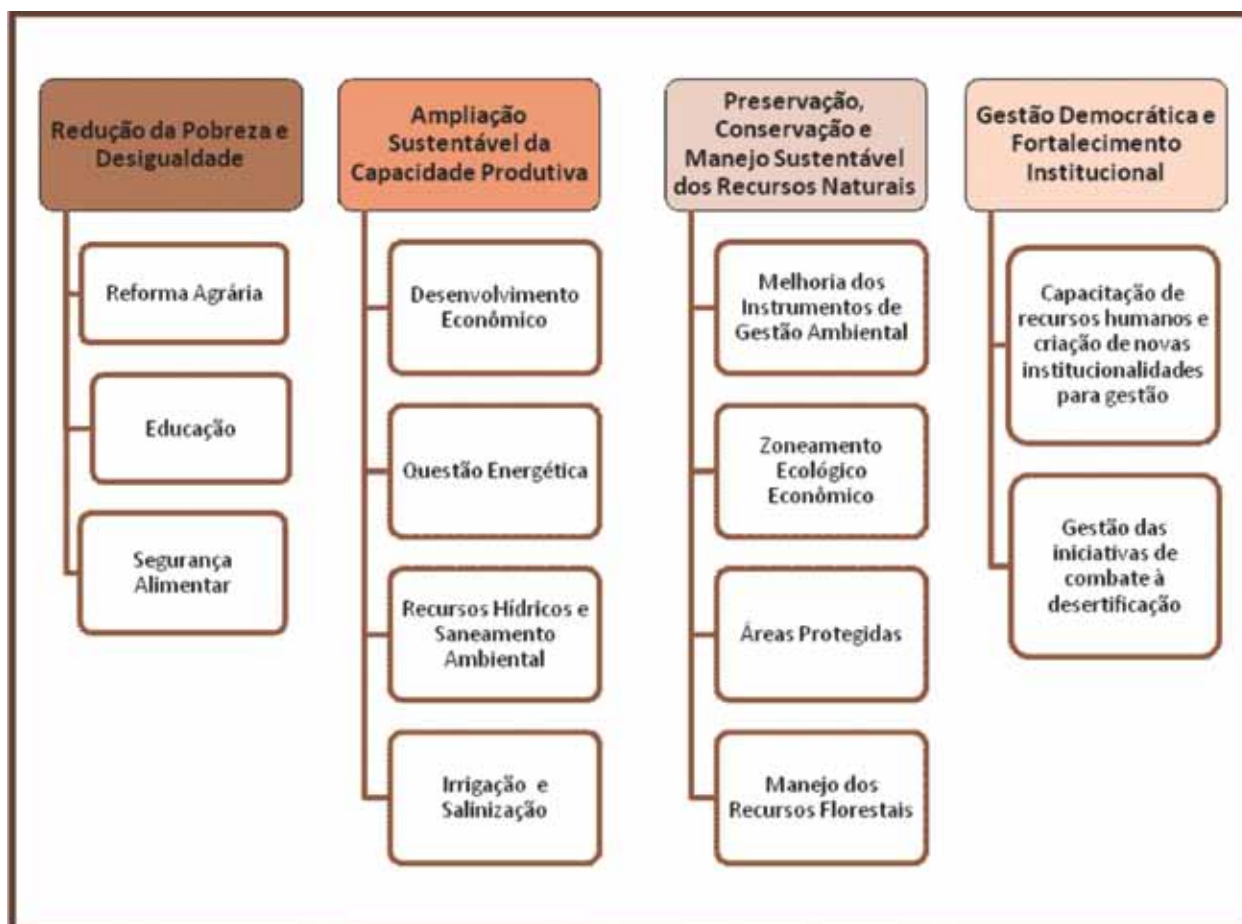 Redução da Pobreza e
Desigualdade
Reforma Agrária
Educação
Segurança
Alimentar
Ampliação
Sustentável da
Capacidade Produtiva
Desenvolvimento
Econômico
Questão Energética
Recursos Hídricos e
Saneamento
Ambiental
Irrigação e
Salinização
Preservação,
Conservação e
Manejo Sustentável
dos Recursos Naturais
Melhoria dos
Instrumentos de
Gestão Ambiental
Zoneamento
Ecológico
Econômico
Áreas Protegidas
Manejo dos
Recursos Florestais
Gestão Democrática e
Fortalecimento
Institucional
Capacitação de
recursos humanos e
criação de novas
institucionalidades
para gestão
Gestão das
iniciativas de
combate à
desertificação